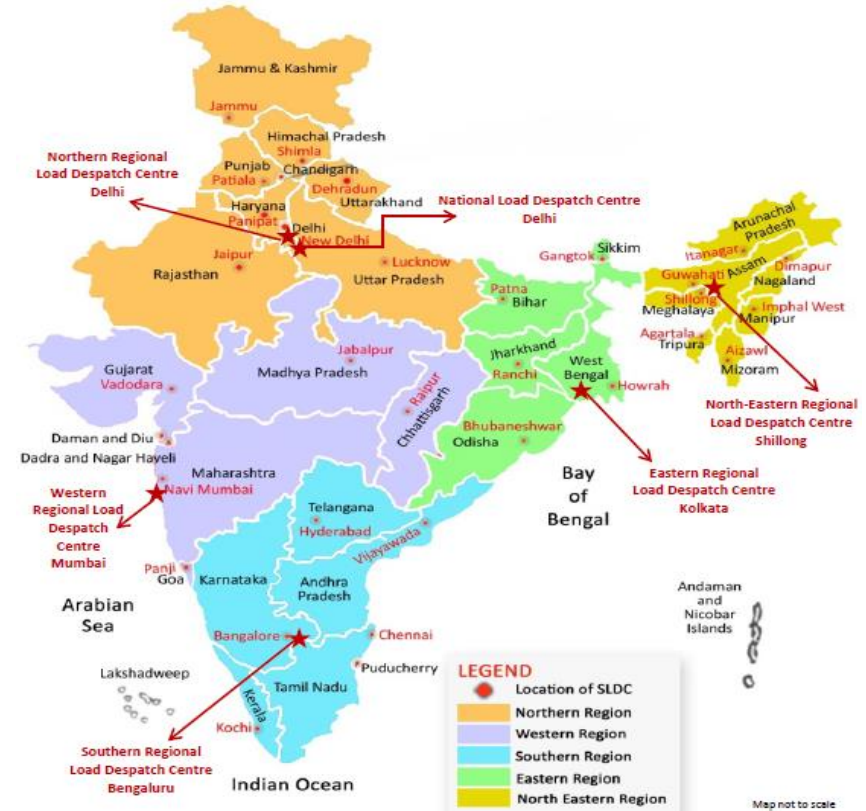 Jammu & Kashmir
Jammu
Himachal Pradesh
Shimla
Northern Regional
Load Despatch Centre
Delhi
Punjab
Chandigarh
Patiala
Dehradun
Uttarakhand
Haryana
Panipat
Delhi
New Delhi
National Load Despatch Centre
Delhi
Jaipur
Rajasthan
Lucknow
Uttar Pradesh
Gangtok
Sikkim
Patna
Bihar
Arunachal
Pradesh
Itanagar
Guwahati
Assam
Dimapur
Nagaland
Shillong
Meghalaya
Imphal West
Manipur
Agartala
Tripura
Aizawl
Mizoram
Gujarat
Vadodara
Jabalpur
Madhya Pradesh
Raipur
Chhattisgarh
Jharkhand
Ranchi
West
Bengal
Howrah
North-Eastern Regional
Load Despatch Centre
Shillong
Daman and Diu
Dadra and Nagar Haveli
Maharashtra
Navi Mumbai
Bhubaneshwar
Odisha
Eastern Regional
Load Despatch Centre
Kolkata
Bay
of
Bengal
Western
Regional Load
Despatch
Centre
Mumbai
Telangana
Hyderabad
Vijayawada
Panji
Goa
Karnataka
Andhra
Pradesh
Arabian
Sea
Andaman
and
Nicobar
Islands
Bangalore
Chennai
Puducherry
Lakshadweep
Tamil Nadu
Kerala
Kochi
Southern Regional
Load Despatch Centre
Bengaluru
Indian Ocean
LEGEND
Location of SLDC
Northern Region
Western Region
Southern Region
Eastern Region
North Eastern Region
Map not to scale